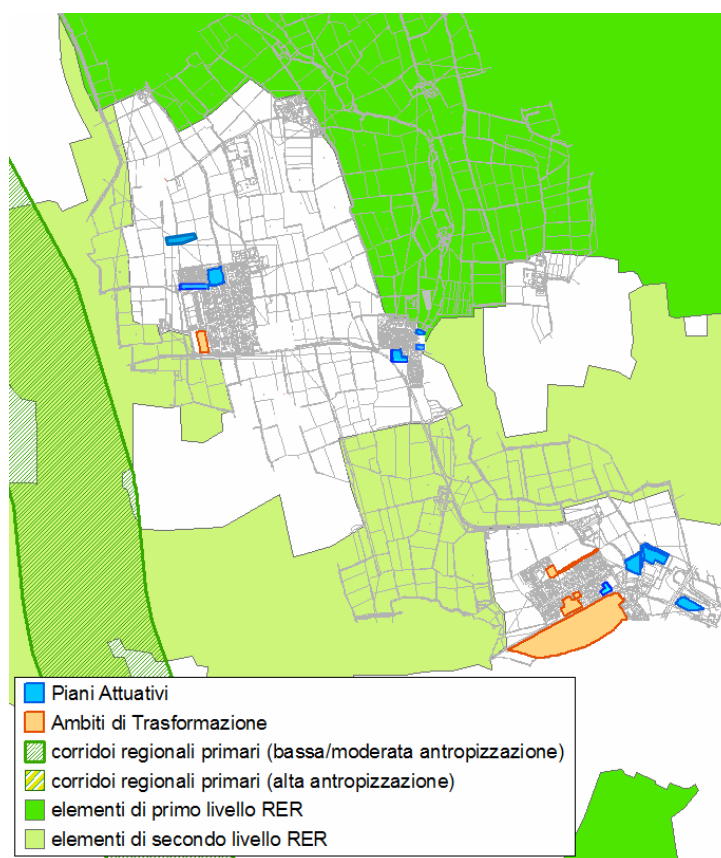 Piani Attuativi
Ambiti di Trasformazione
corridoi regionali primari (bassa/moderata antropizzazione)
corridoi regionali primari (alta antropizzazione)
elementi di primo livello RER
elementi di secondo livello RER